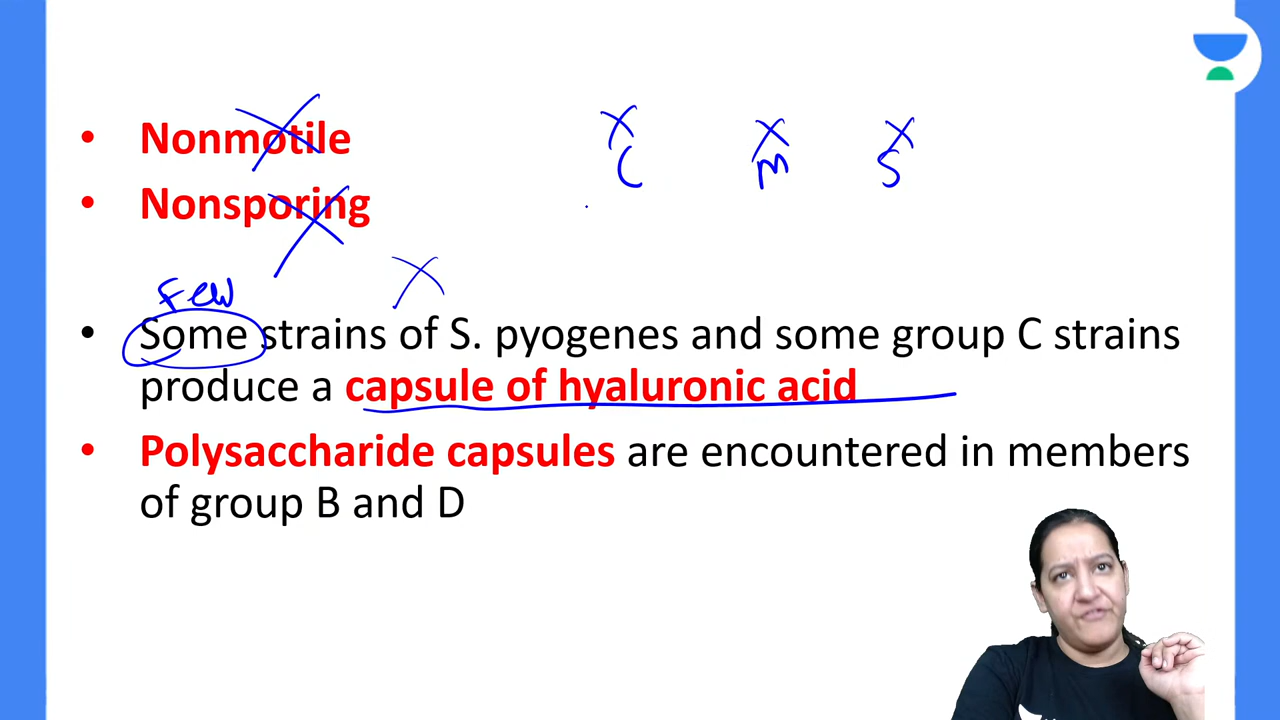 • Nonmotile
X X X
C M S
• Nonsporing
X
Few
• Some strains of S. pyogenes and some group C strains
produce a capsule of hyaluronic acid
• Polysaccharide capsules are encountered in members
of group B and D